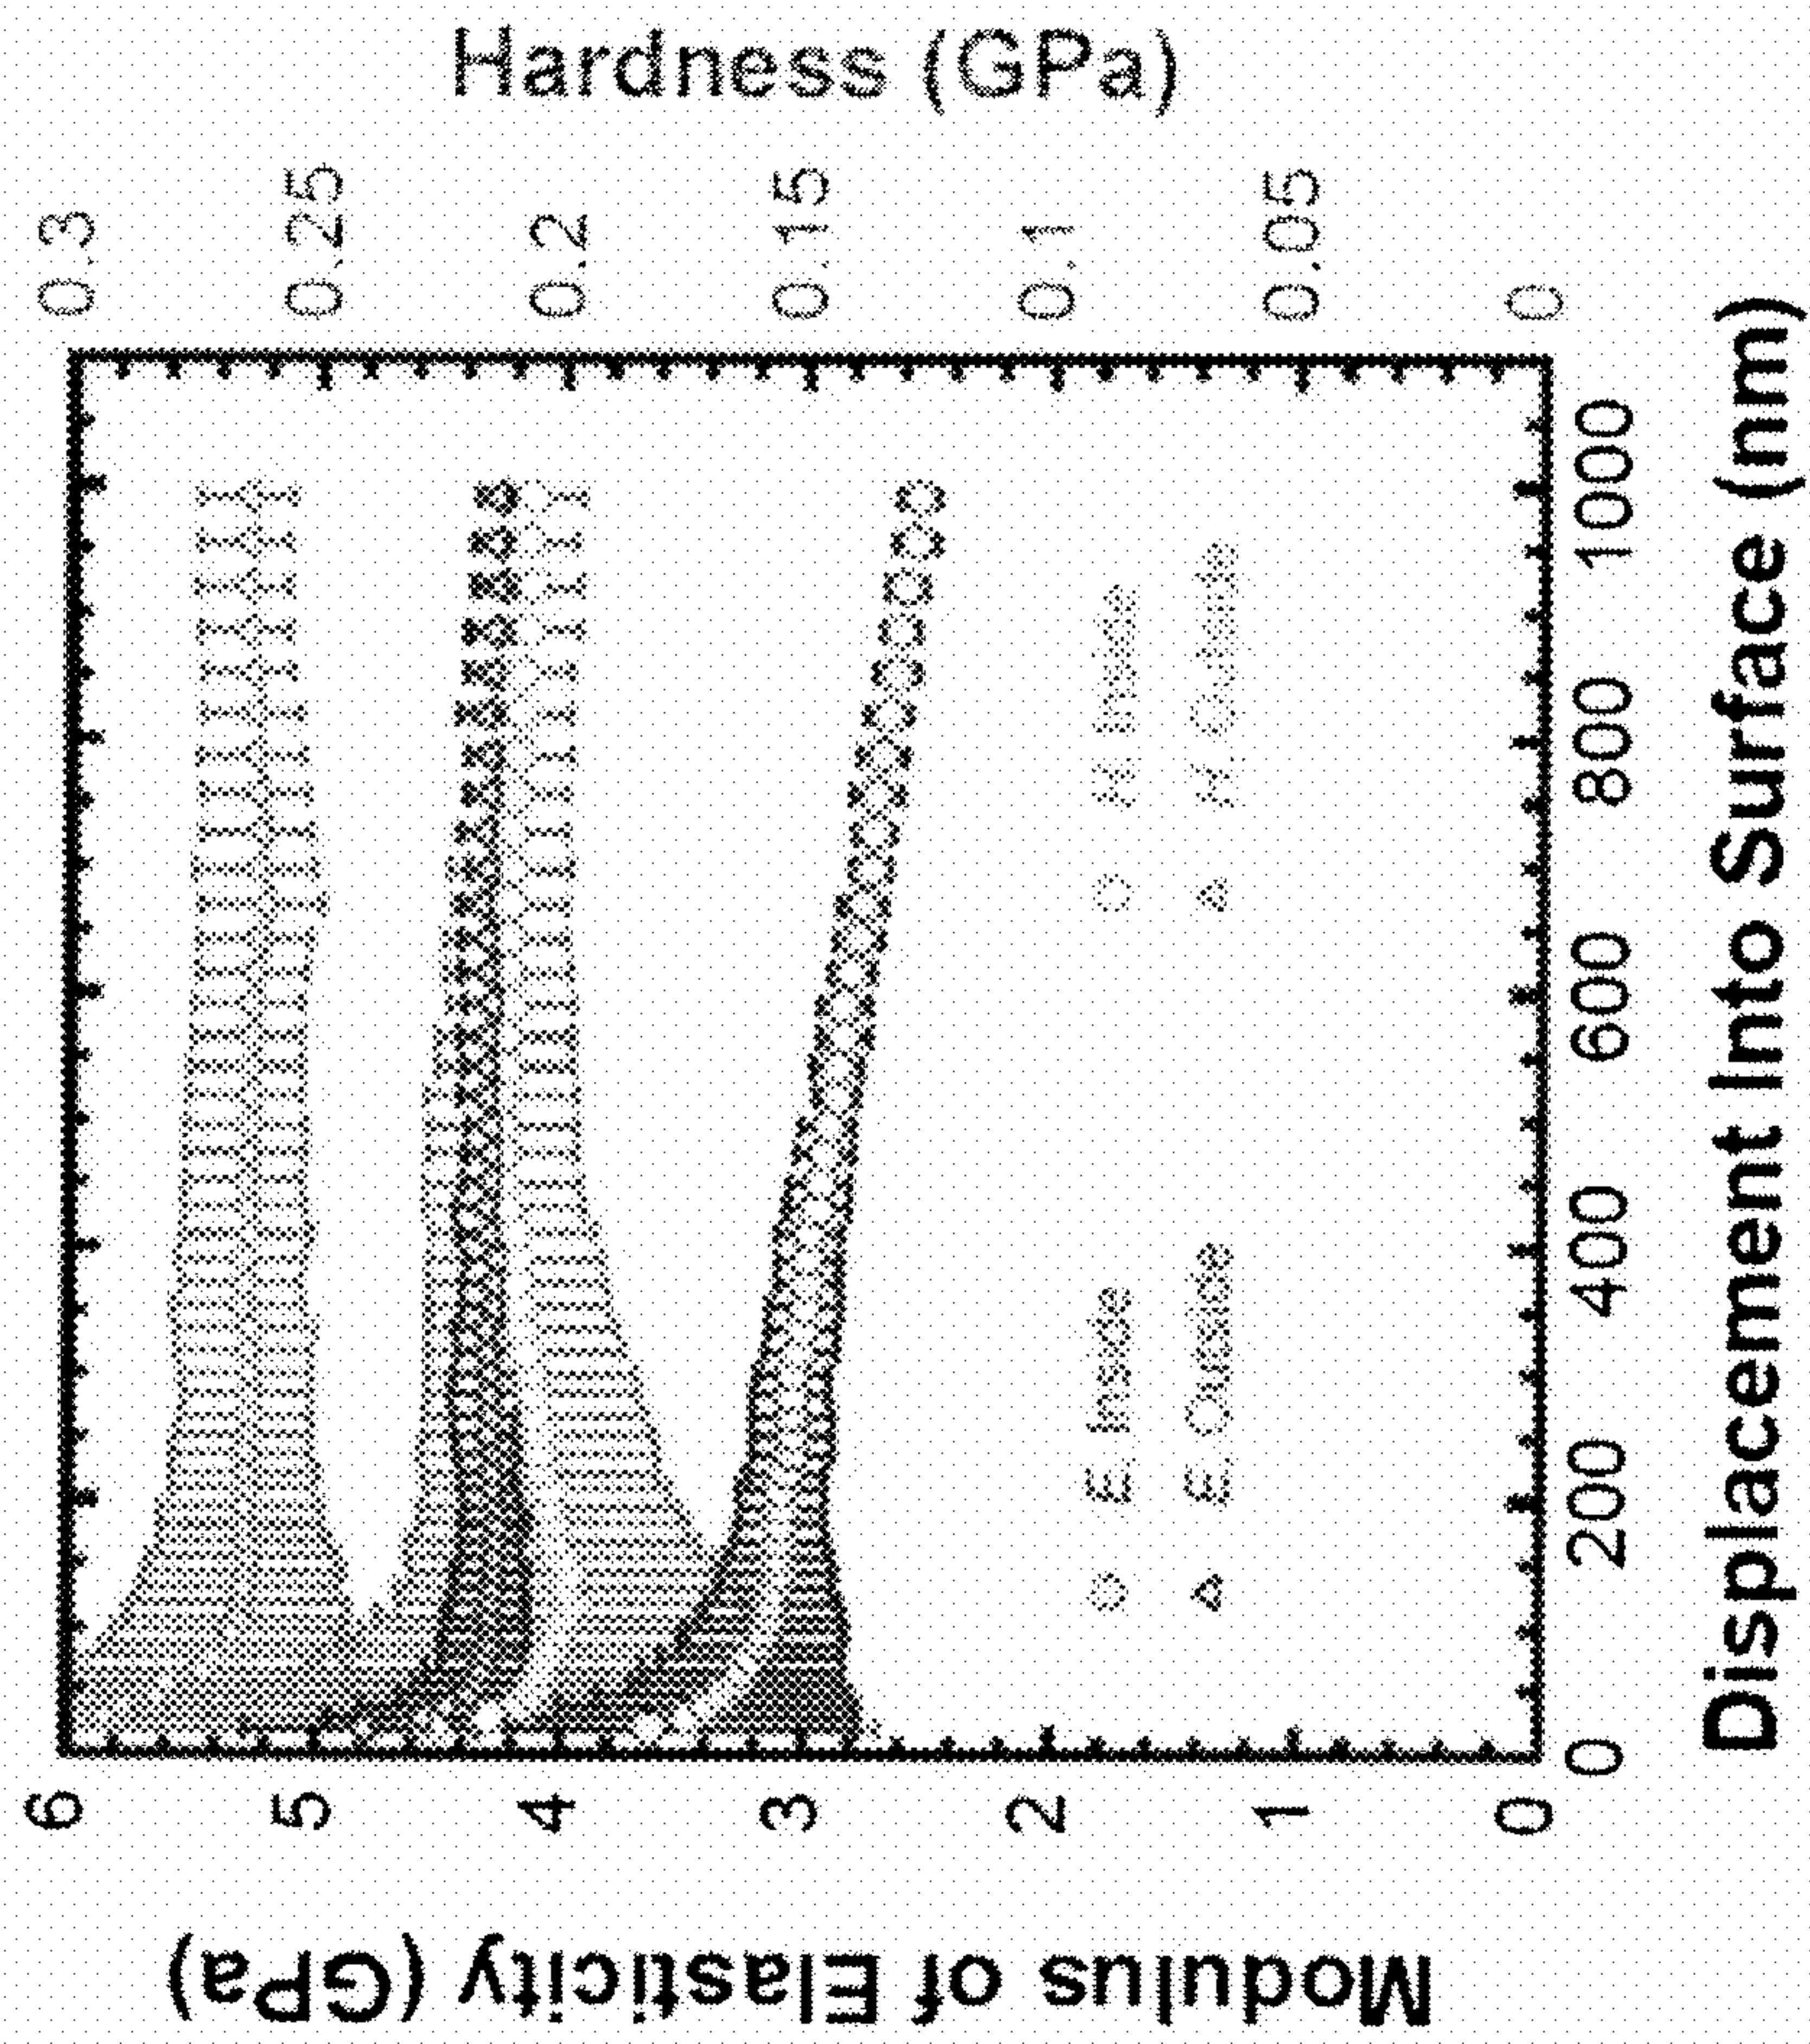 Modulus of Elasticity (GPa)
6
5
4
3
2
1
0
Hardness (GPa)
0.3
0.25
0.2
0.15
0.1
0.05
0
E. Inside
H. Inside
E. Outside
H. Outside
0
200
400
600
800
1000
Displacement Into Surface (nm)